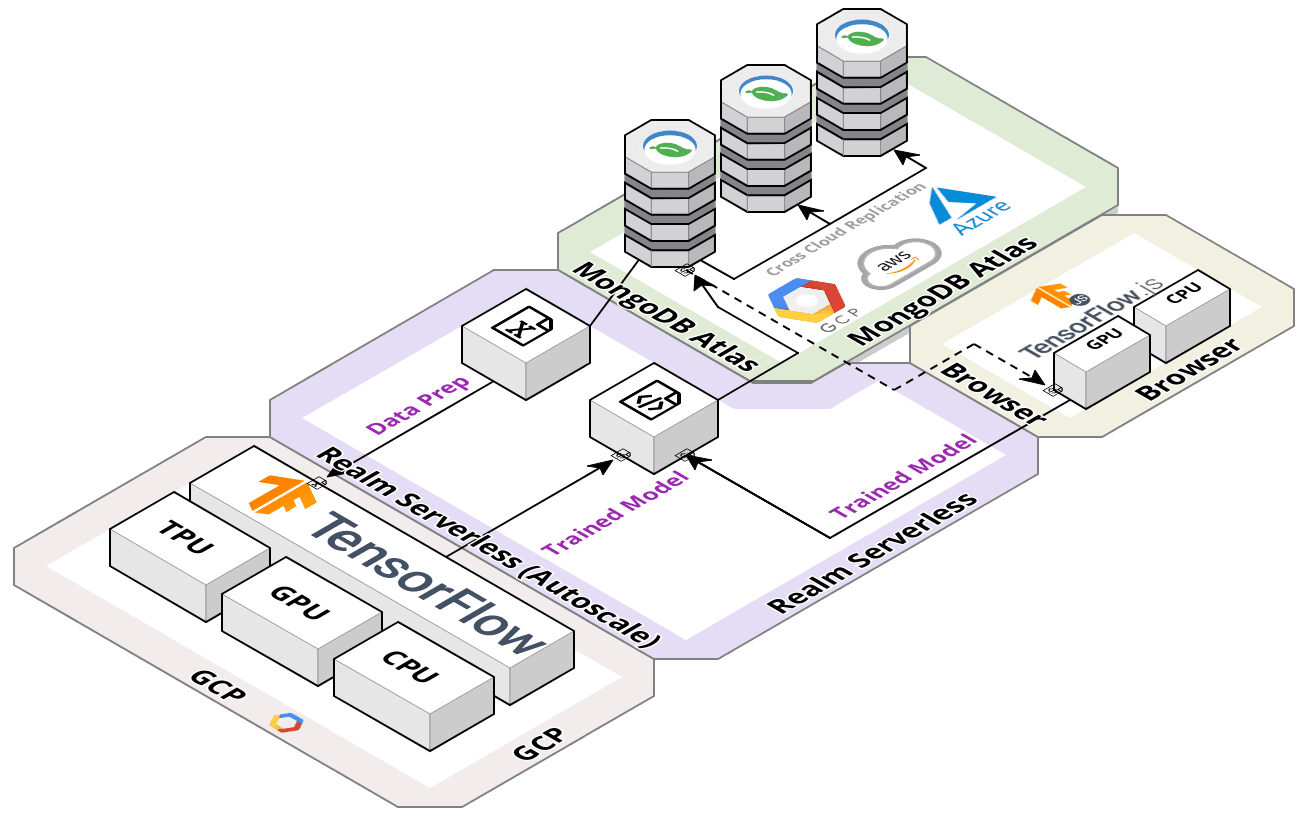 Cross Cloud Replication
Azure
aws
GCP
MongoDB Atlas
MongoDB Atlas
JS
TensorFlow.js
CPU
GPU
Browser
Browser
X
</>
Data Prep
Trained Model
Trained Model
Realm Serverless (Autoscale)
Realm Serverless
TensorFlow
TPU
GPU
CPU
GCP
GCP